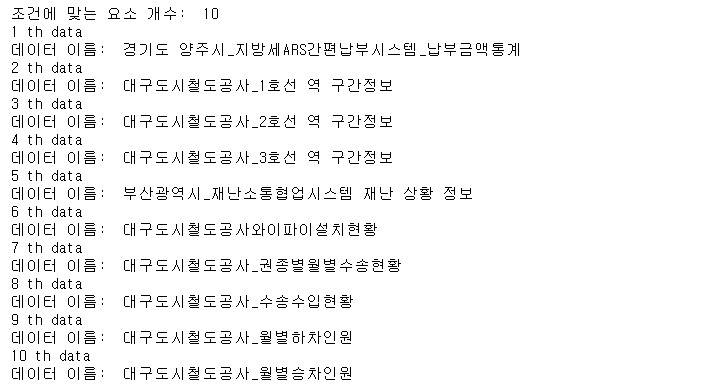 조건에 맞는 요소 개수:  10
1 th data
데이터 이름:  경기도 양주시_지방세ARS간편납부시스템_납부금액통계
2 th data
데이터 이름:  대구도시철도공사_1호선 역 구간정보
3 th data
데이터 이름:  대구도시철도공사_2호선 역 구간정보
4 th data
데이터 이름:  대구도시철도공사_3호선 역 구간정보
5 th data
데이터 이름:  부산광역시_재난소통협업시스템 재난 상황 정보
6 th data
데이터 이름:  대구도시철도공사와이파이설치현황
7 th data
데이터 이름:  대구도시철도공사_권종별월별수송현황
8 th data
데이터 이름:  대구도시철도공사_수송수입현황
9 th data
데이터 이름:  대구도시철도공사_월별하차인원
10 th data
데이터 이름:  대구도시철도공사_월별승차인원